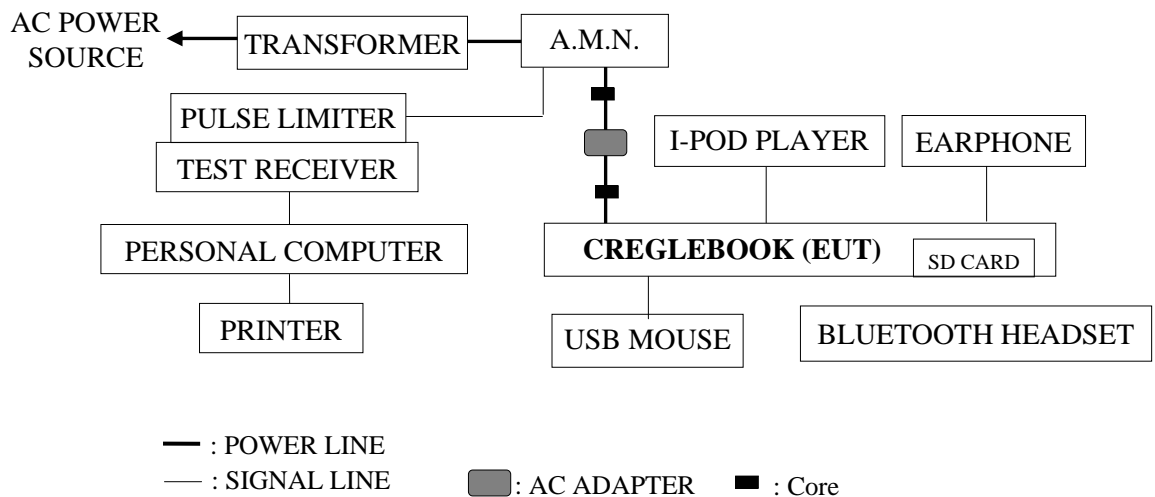 AC POWER
SOURCE
TRANSFORMER
A.M.N.
PULSE LIMITER
TEST RECEIVER
PERSONAL COMPUTER
PRINTER
I-POD PLAYER
EARPHONE
CREGLEBOOK (EUT)
SD CARD
USB MOUSE
BLUETOOTH HEADSET
: POWER LINE
: SIGNAL LINE
: AC ADAPTER
: Core